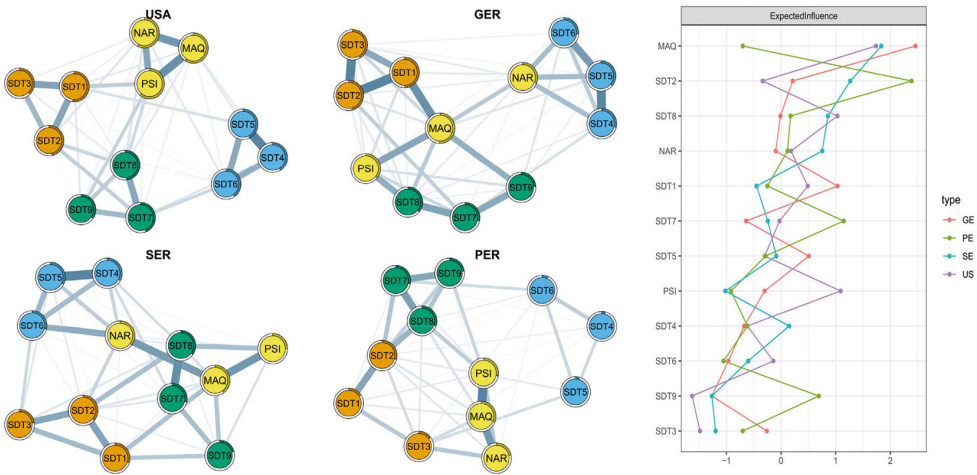 USA
NAR
MAQ
PSI
SDT3
SDT1
SDT2
SDT5
SDT4
SDT6
SDT8
SDT9
SDT7
GER
SDT6
SDT3
SDT1
SDT5
NAR
SDT2
SDT4
MAQ
PSI
SDT9
SDT8
SDT7
SER
SDT5
SDT4
SDT6
NAR
SDT8
PSI
MAQ
SDT7
SDT2
SDT3
SDT9
SDT1
PER
SDT7
SDT9
SDT6
SDT8
SDT4
SDT2
PSI
SDT5
SDT1
MAQ
SDT3
NAR
ExpectedInfluence
MAQ
SDT2
SDT8
NAR
SDT1
SDT7
SDT5
PSI
SDT4
SDT6
SDT9
SDT3
−1 0 1 2
type
GE
PE
SE
US